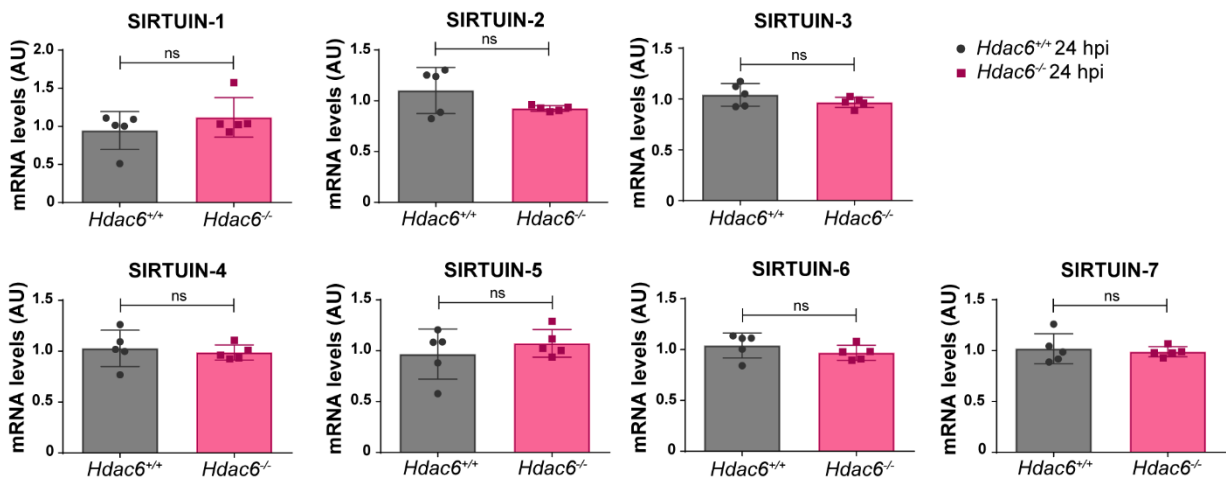 SIRTUIN-1
mRNA levels (AU)
2.0
1.5
1.0
0.5
0
ns
Hdac6+/+ Hdac6-/-
SIRTUIN-2
mRNA levels (AU)
1.5
1.0
0.5
0
ns
Hdac6+/+ Hdac6-/-
SIRTUIN-3
mRNA levels (AU)
1.5
1.0
0.5
0
ns
Hdac6+/+ Hdac6-/-
Hdac6+/+ 24 hpi
Hdac6-/- 24 hpi
SIRTUIN-4
mRNA levels (AU)
1.5
1.0
0.5
0
ns
Hdac6+/+ Hdac6-/-
SIRTUIN-5
mRNA levels (AU)
1.5
1.0
0.5
0
ns
Hdac6+/+ Hdac6-/-
SIRTUIN-6
mRNA levels (AU)
1.5
1.0
0.5
0
ns
Hdac6+/+ Hdac6-/-
SIRTUIN-7
mRNA levels (AU)
1.5
1.0
0.5
0
ns
Hdac6+/+ Hdac6-/-